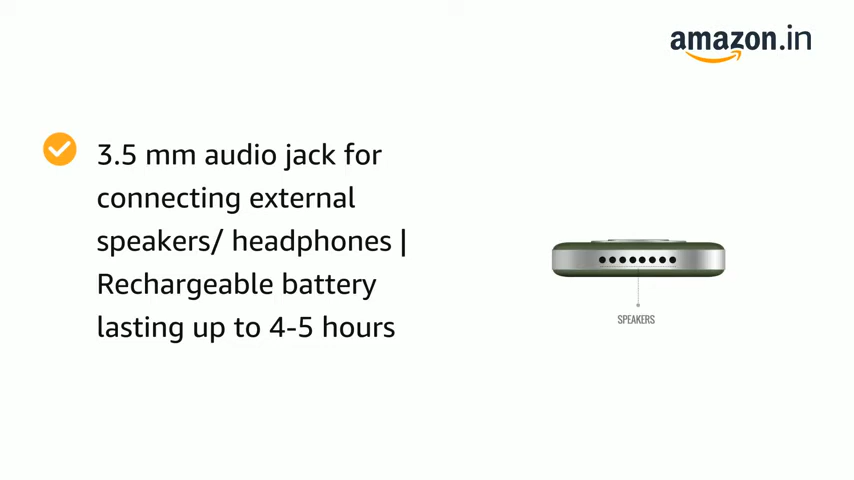 amazon.in
3.5 mm audio jack for
connecting external
speakers/ headphones |
Rechargeable battery
lasting up to 4-5 hours
SPEAKERS